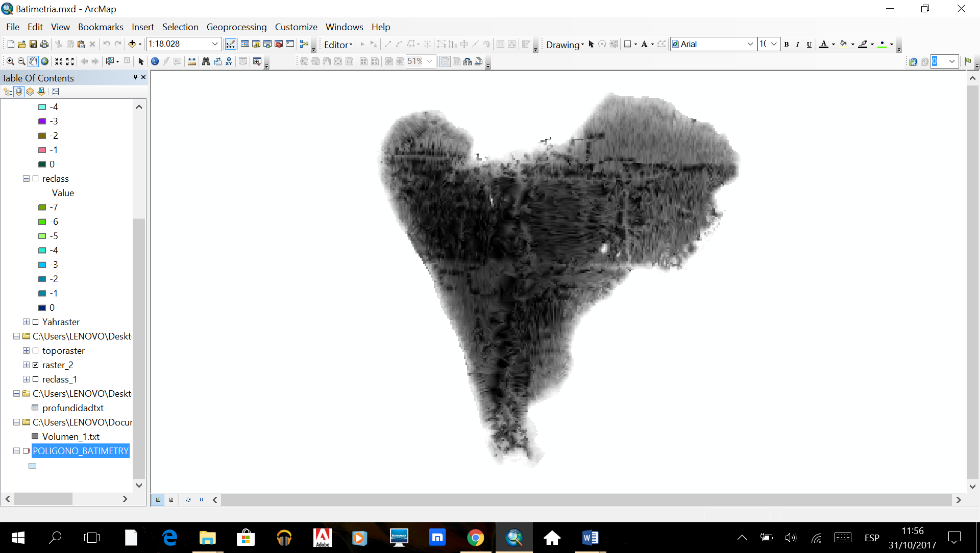 Batimetria.mxd - ArcMap
File Edit View Bookmarks Insert Selection Geoprocessing Customize Windows Help
1:18.028 Editor Drawing A Arial 10 B I U A
51% 0
Table Of Contents
-4
-3
-2
-1
0
reclass
Value
-7
-6
-5
-4
-3
-2
-1
0
Yahraster
C:\Users\LENOVO\Deskt
toporaster
raster_2
reclass_1
C:\Users\LENOVO\Deskt
profundidadtxt
C:\Users\LENOVO\Docur
Volumen_1.txt
POLIGONO_BATIMETRY
Adobe
ESP
11:56
31/10/2017